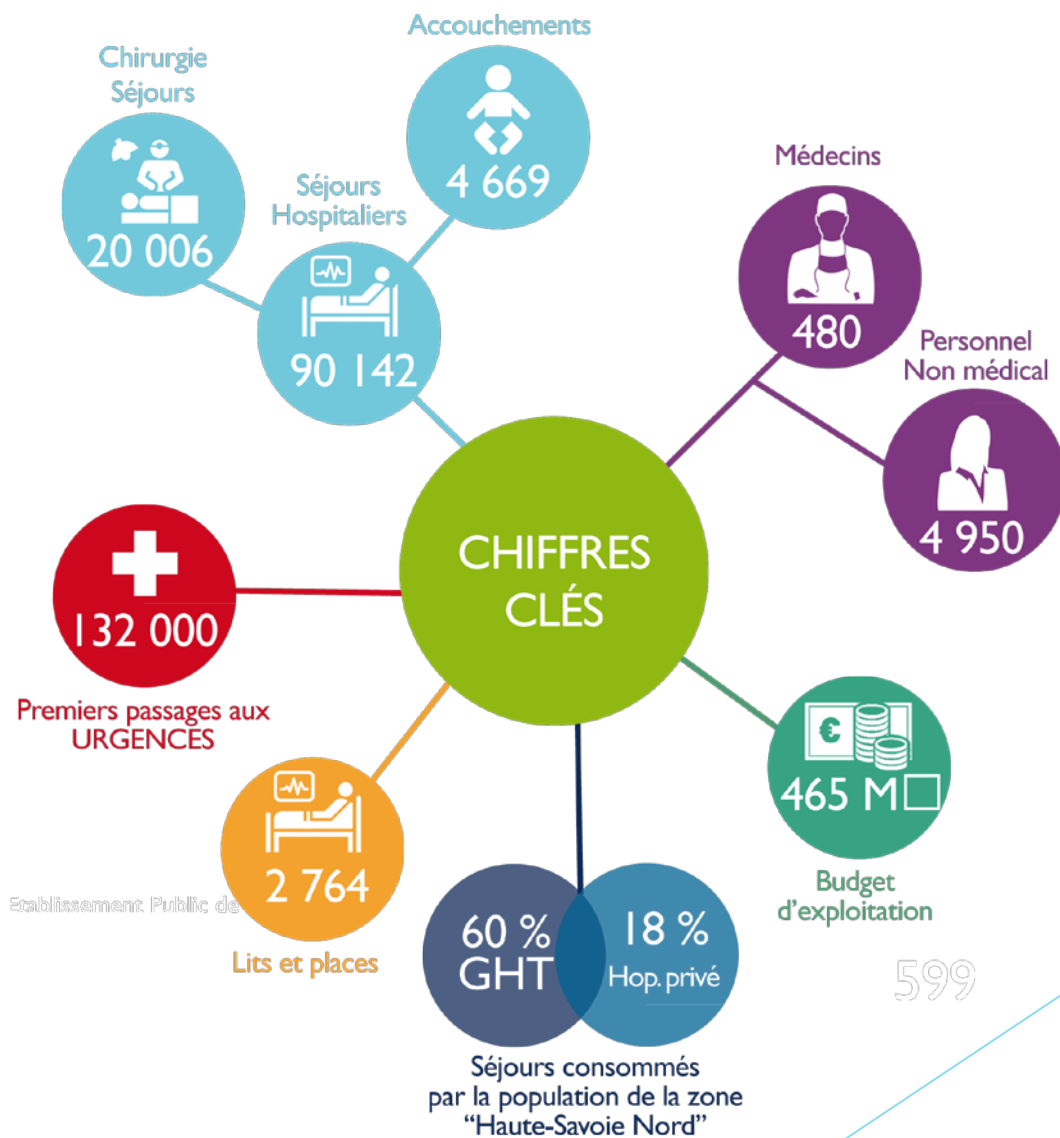 Accouchements
4 669
Chirurgie
Séjours
20 006
Séjours
Hospitaliers
90 142
Médecins
480
Personnel
Non médical
4 950
CHIFFRES
CLÉS
132 000
Premiers passages aux
URGENCES
2 764
Lits et places
Etablissement Public de
€
465 M□
Budget
d'exploitation
60 %
GHT
18 %
Hop. privé
599
Séjours consommés
par la population de la zone
“Haute-Savoie Nord”